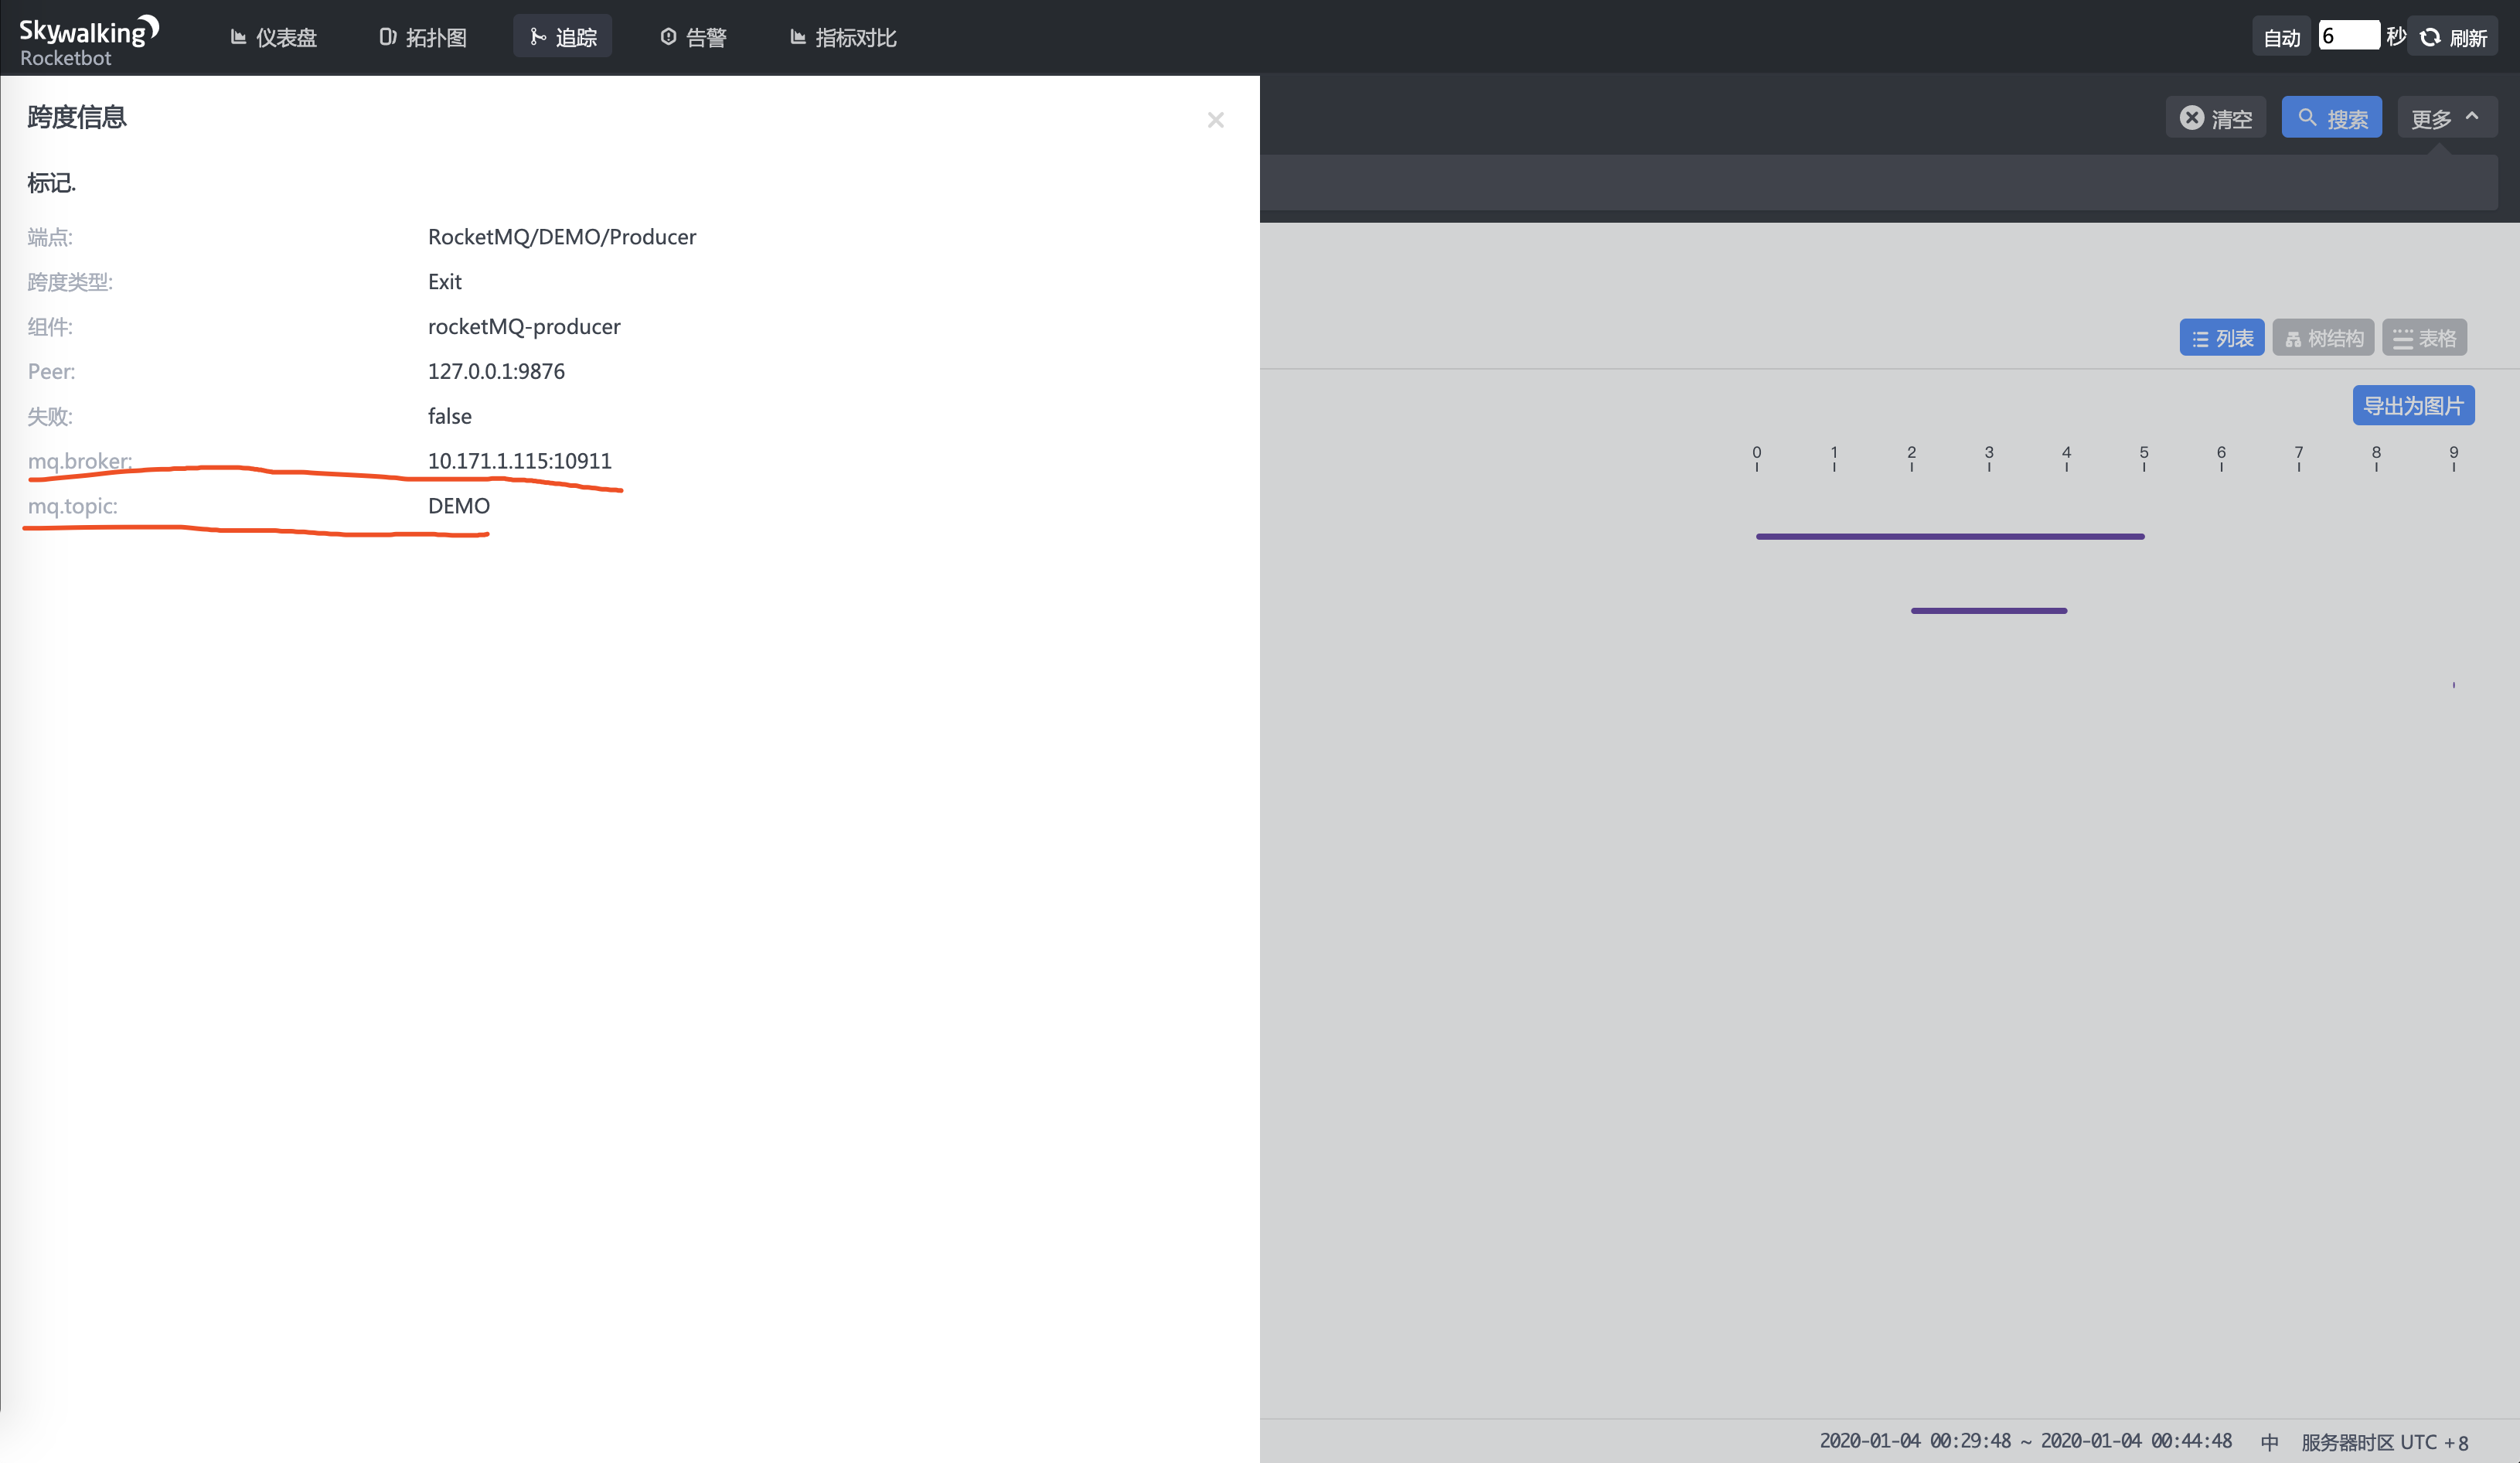 Skywalking
Rocketbot
仪表盘 拓扑图 追踪 告警 指标对比 自动 6 秒 刷新
跨度信息
清空 搜索 更多
标记.
端点: RocketMQ/DEMO/Producer
跨度类型: Exit
组件: rocketMQ-producer
列表 树结构 表格
Peer: 127.0.0.1:9876
失败: false
导出为图片
mq.broker: 10.171.1.115:10911
0 1 2 3 4 5 6 7 8 9
mq.topic: DEMO
2020-01-04 00:29:48 ~ 2020-01-04 00:44:48 中 服务器时区 UTC +8